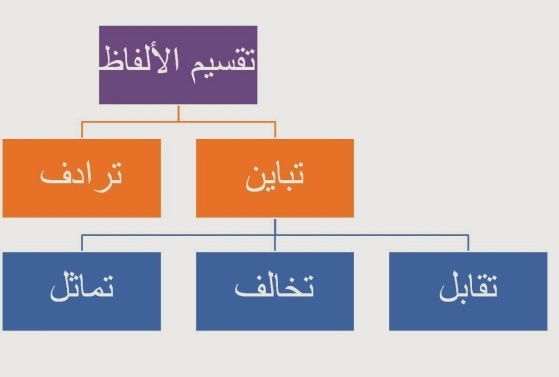 تقسيم الألفاظ
تباين
ترادف
تقابل
تخالف
تماثل